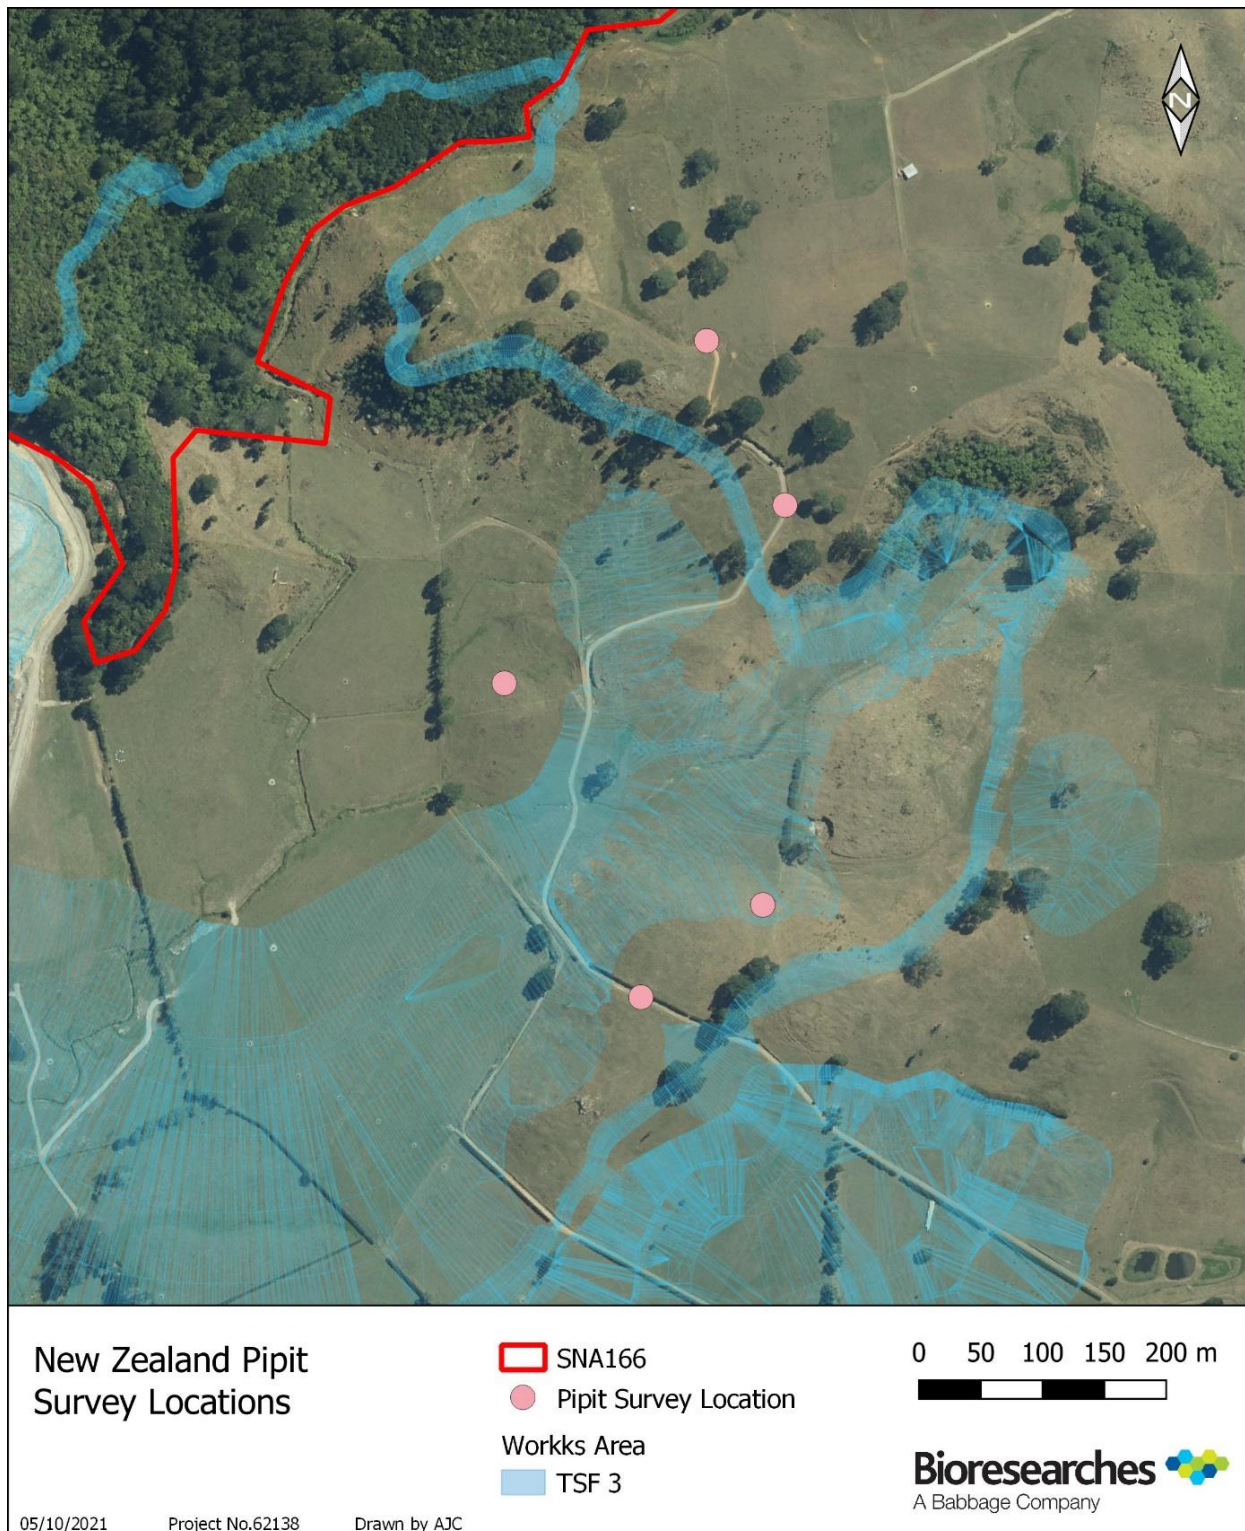 N
New Zealand Pipit
Survey Locations
SNA166
Pipit Survey Location
Workks Area
TSF 3
0 50 100 150 200 m
Bioresearches
A Babbage Company
05/10/2021 Project No.62138 Drawn by AJC